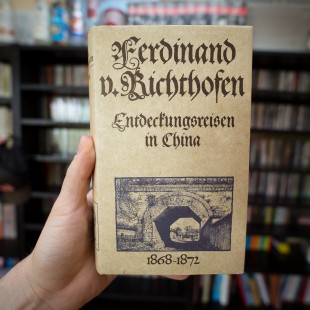 Ferdinand
v. Richthofen
Entdeckungsreisen
in China
1868-1872